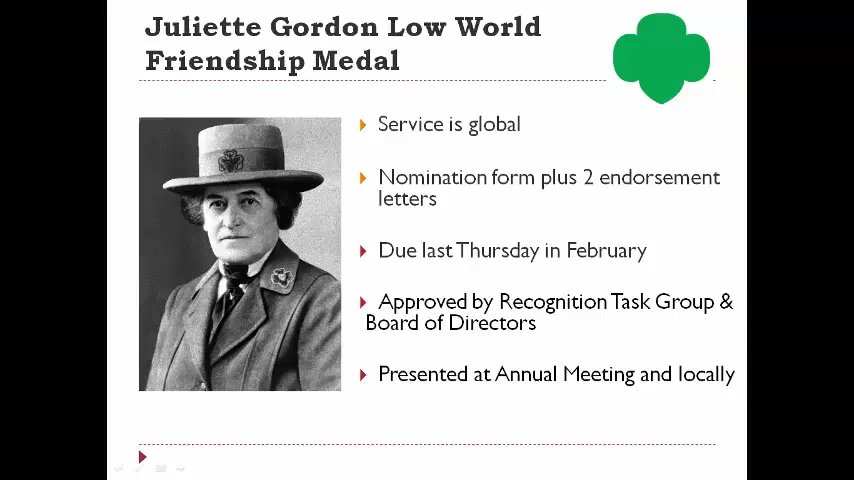 Juliette Gordon Low World
Friendship Medal
Service is global
Nomination form plus 2 endorsement
letters
Due last Thursday in February
Approved by Recognition Task Group &
Board of Directors
Presented at Annual Meeting and locally